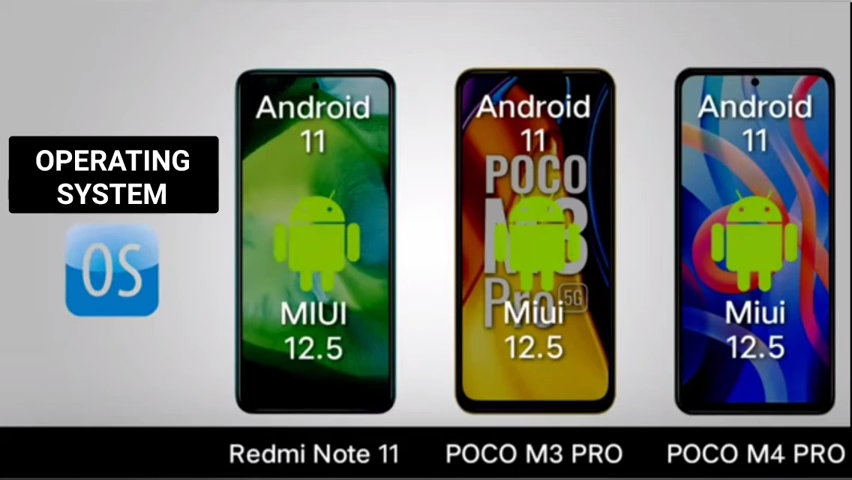 OPERATING
SYSTEM
OS
Android
11
MIUI
12.5
Redmi Note 11
Android
11
POCO
M3
Pro 5G
Miui
12.5
POCO M3 PRO
Android
11
Miui
12.5
POCO M4 PRO